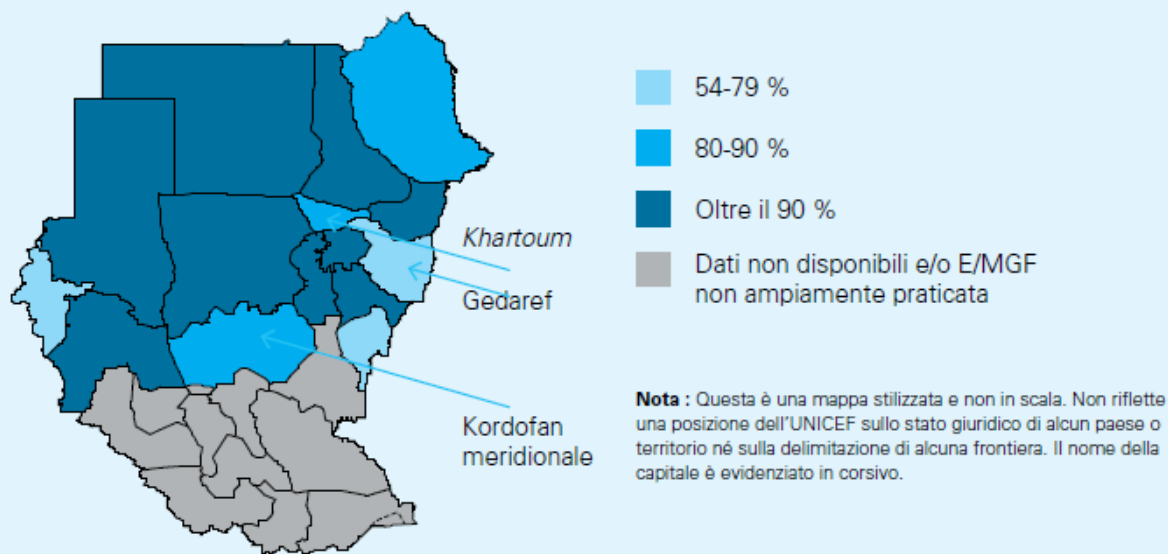 54-79 %
80-90 %
Oltre il 90 %
Dati non disponibili e/o E/MGF
non ampiamente praticata
Khartoum
Gedaref
Kordofan
meridionale
Nota : Questa è una mappa stilizzata e non in scala. Non riflette
una posizione dell'UNICEF sullo stato giuridico di alcun paese o
territorio né sulla delimitazione di alcuna frontiera. Il nome della
capitale è evidenziato in corsivo.